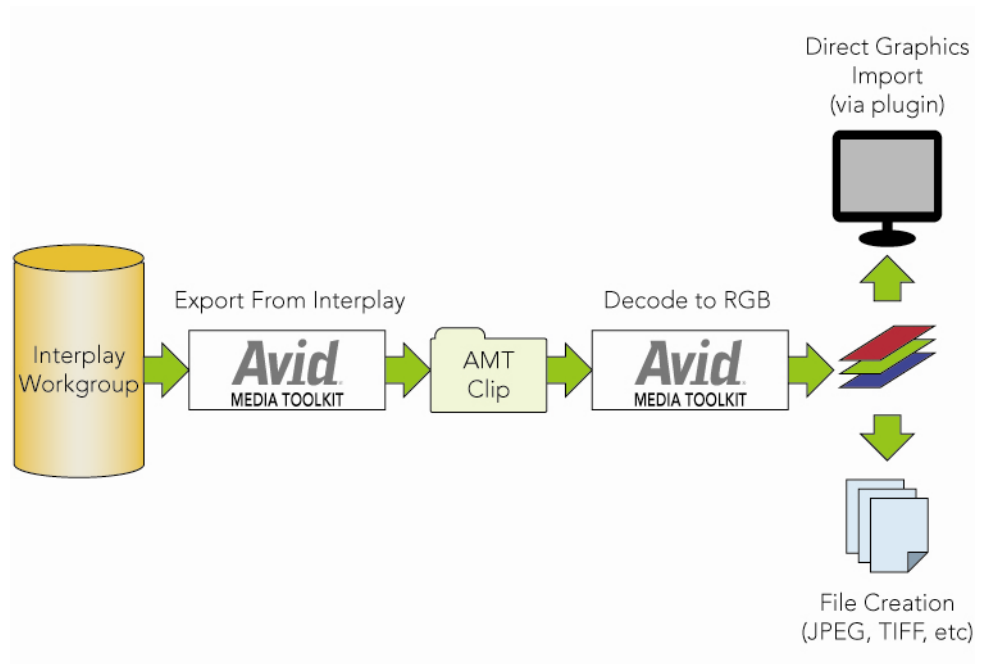 Direct Graphics
Import
(via plugin)
Export From Interplay
Decode to RGB
Interplay
Workgroup
Avid
MEDIA TOOLKIT
AMT
Clip
Avid
MEDIA TOOLKIT
File Creation
(JPEG, TIFF, etc)